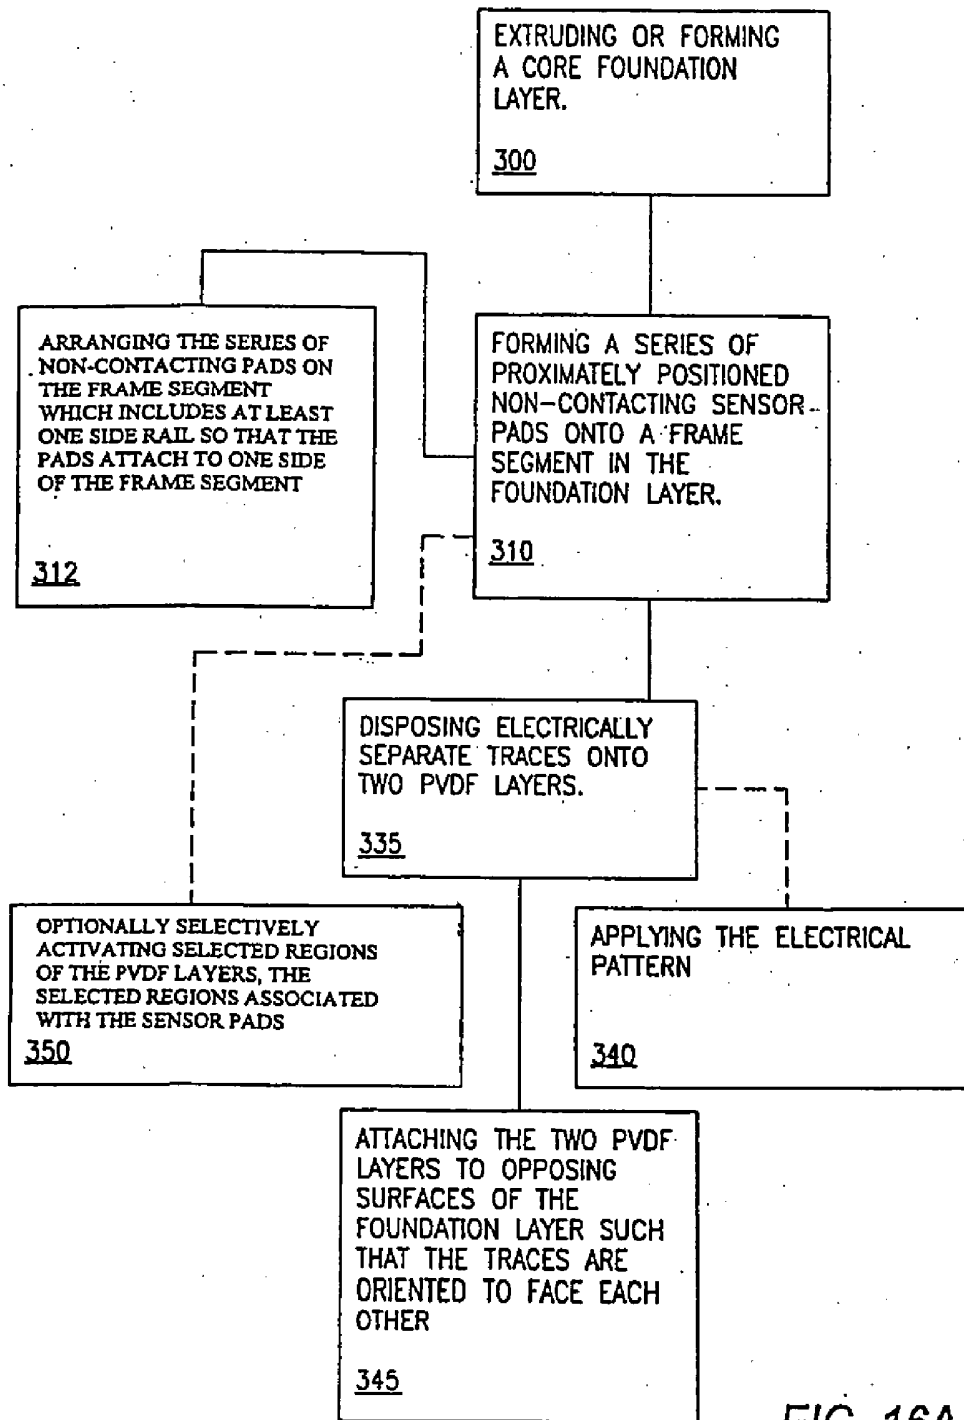 EXTRUDING OR FORMING
A CORE FOUNDATION
LAYER.
300
ARRANGING THE SERIES OF
NON-CONTACTING PADS ON
THE FRAME SEGMENT
WHICH INCLUDES AT LEAST
ONE SIDE RAIL SO THAT THE
PADS ATTACH TO ONE SIDE
OF THE FRAME SEGMENT
312
FORMING A SERIES OF
PROXIMATELY POSITIONED
NON-CONTACTING SENSOR
PADS ONTO A FRAME
SEGMENT IN THE
FOUNDATION LAYER.
310
DISPOSING ELECTRICALLY
SEPARATE TRACES ONTO
TWO PVDF LAYERS.
335
OPTIONALLY SELECTIVELY
ACTIVATING SELECTED REGIONS
OF THE PVDF LAYERS, THE
SELECTED REGIONS ASSOCIATED
WITH THE SENSOR PADS
350
APPLYING THE ELECTRICAL
PATTERN
340
ATTACHING THE TWO PVDF
LAYERS TO OPPOSING
SURFACES OF THE
FOUNDATION LAYER SUCH
THAT THE TRACES ARE
ORIENTED TO FACE EACH
OTHER
345
FIG. 16A